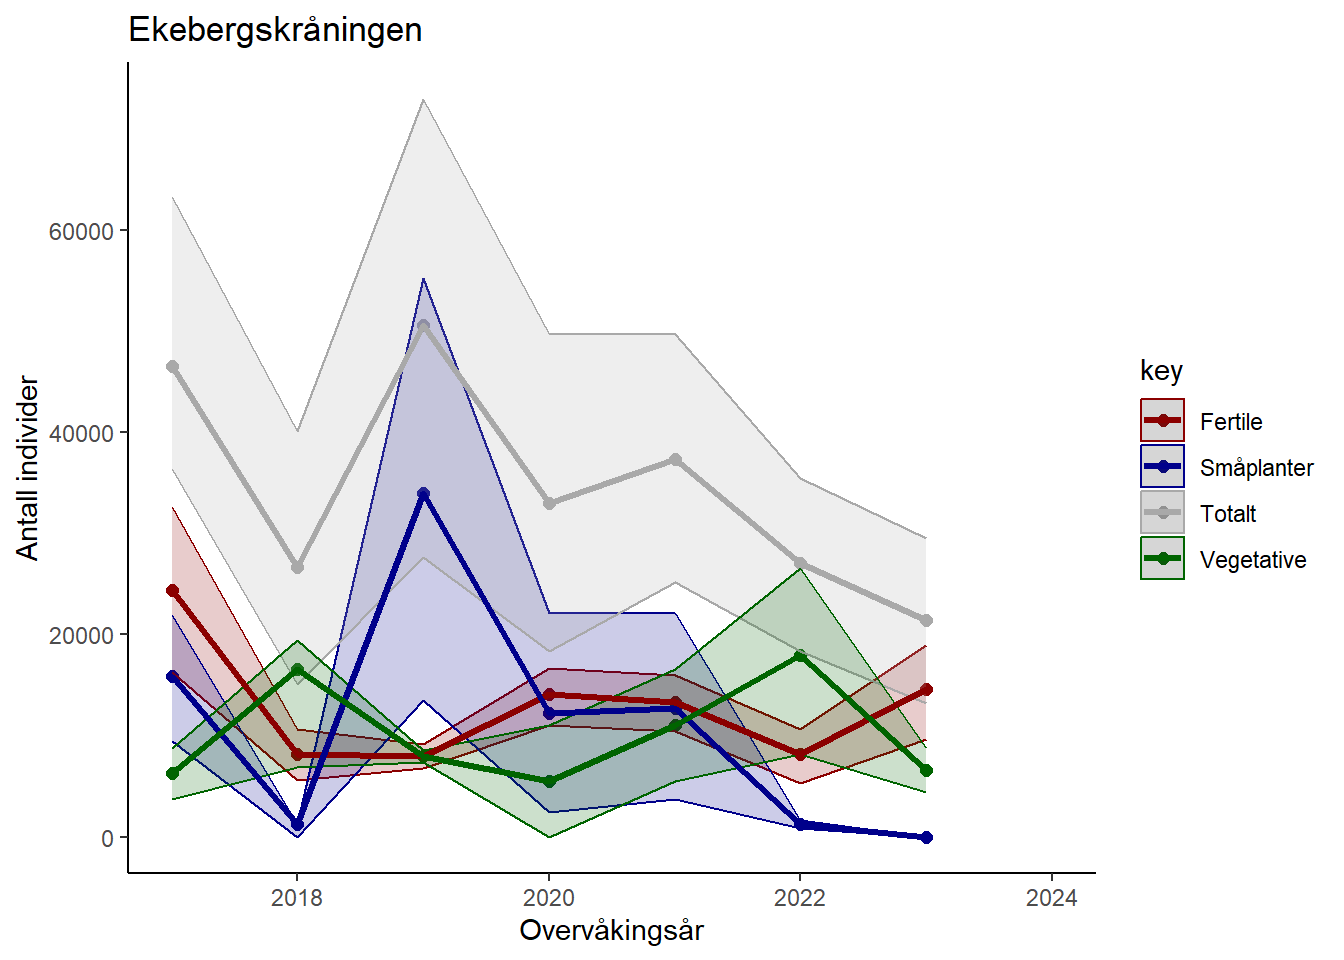 Ekebergskråningen
Antall individer
60000
40000
20000
0
2018
2020
2022
2024
Overvåkingsår
key
Fertile
Småplanter
Totalt
Vegetative